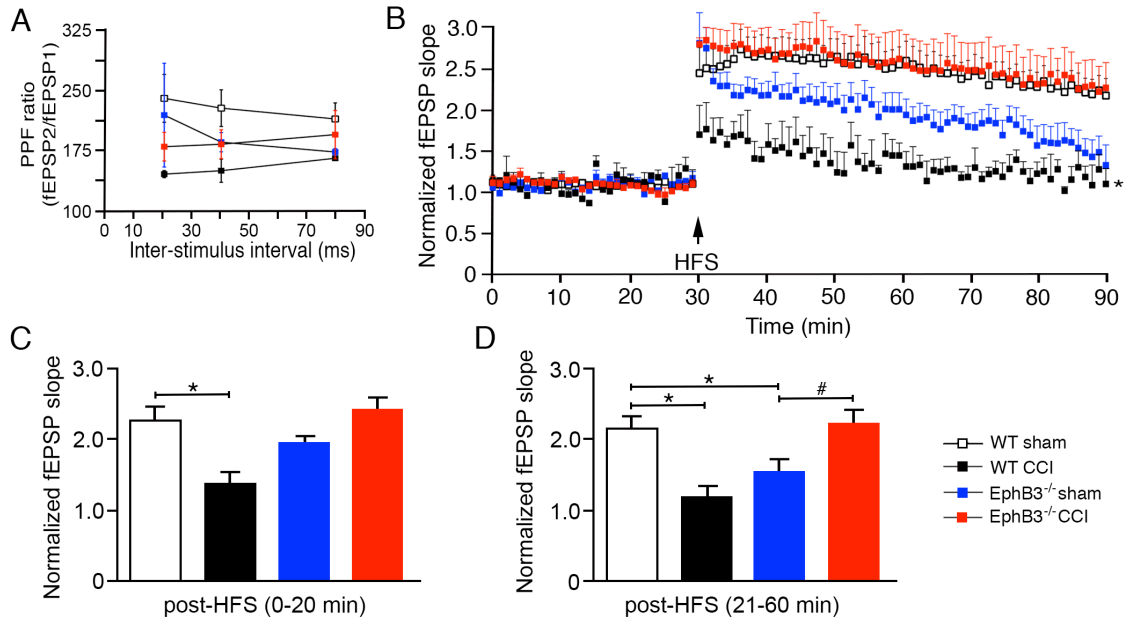 A
325
250
175
100
PPF ratio
(fEPSP2/fEPSP1)
0 10 20 30 40 50 60 70 80 90
Inter-stimulus interval (ms)
B
3.0
2.5
2.0
1.5
1.0
0.5
0
Normalized fEPSP slope
*
HFS
0 10 20 30 40 50 60 70 80 90
Time (min)
C
3.0
2.0
1.0
0
Normalized fEPSP slope
*
post-HFS (0-20 min)
D
3.0
2.0
1.0
0
Normalized fEPSP slope
*
* #
post-HFS (21-60 min)
WT sham
WT CCI
EphB3⁻/⁻ sham
EphB3⁻/⁻ CCI